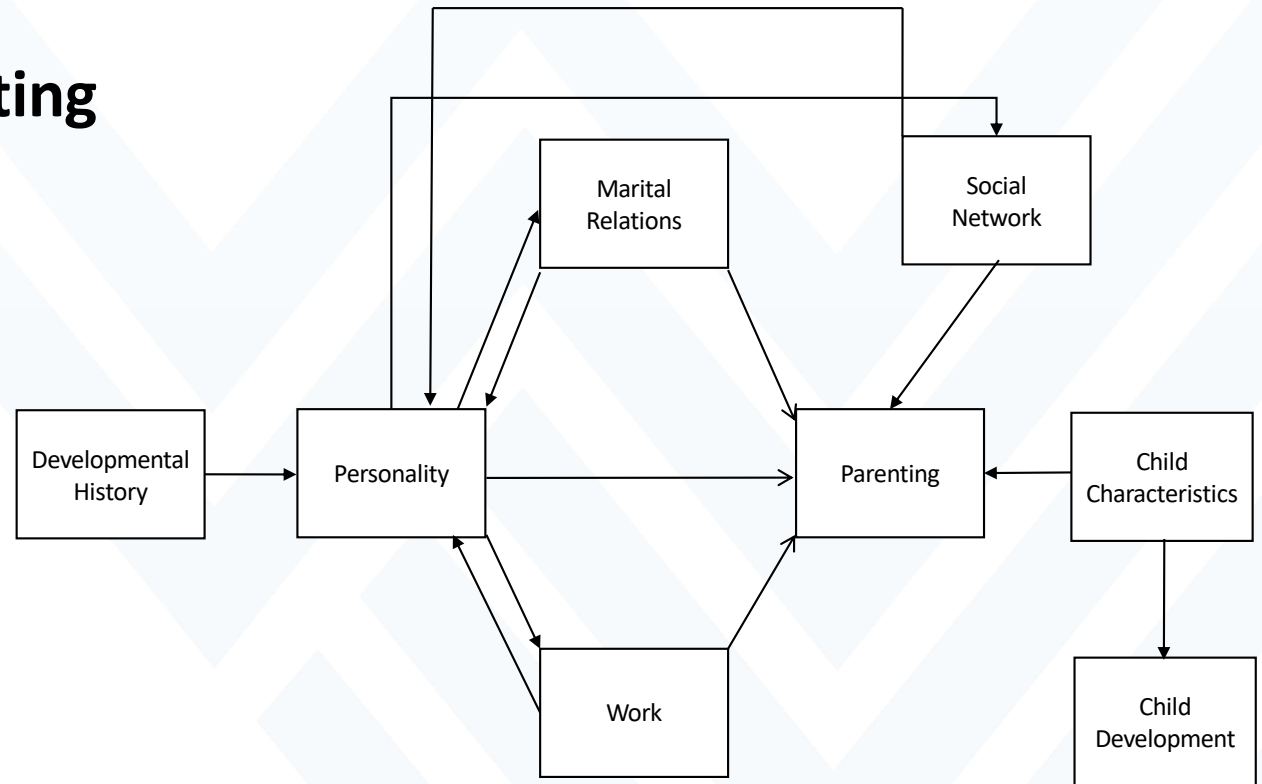 ting
Marital
Relations
Social
Network
Developmental
History
Personality
Parenting
Child
Characteristics
Work
Child
Development